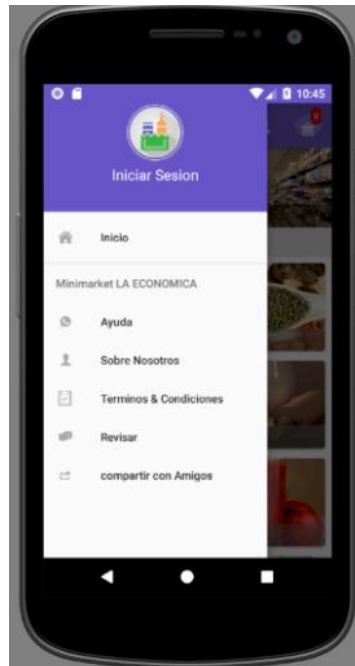 10:45
Iniciar Sesion
Inicio
Minimarket LA ECONOMICA
Ayuda
Sobre Nosotros
Terminos & Condiciones
Revisar
compartir con Amigos